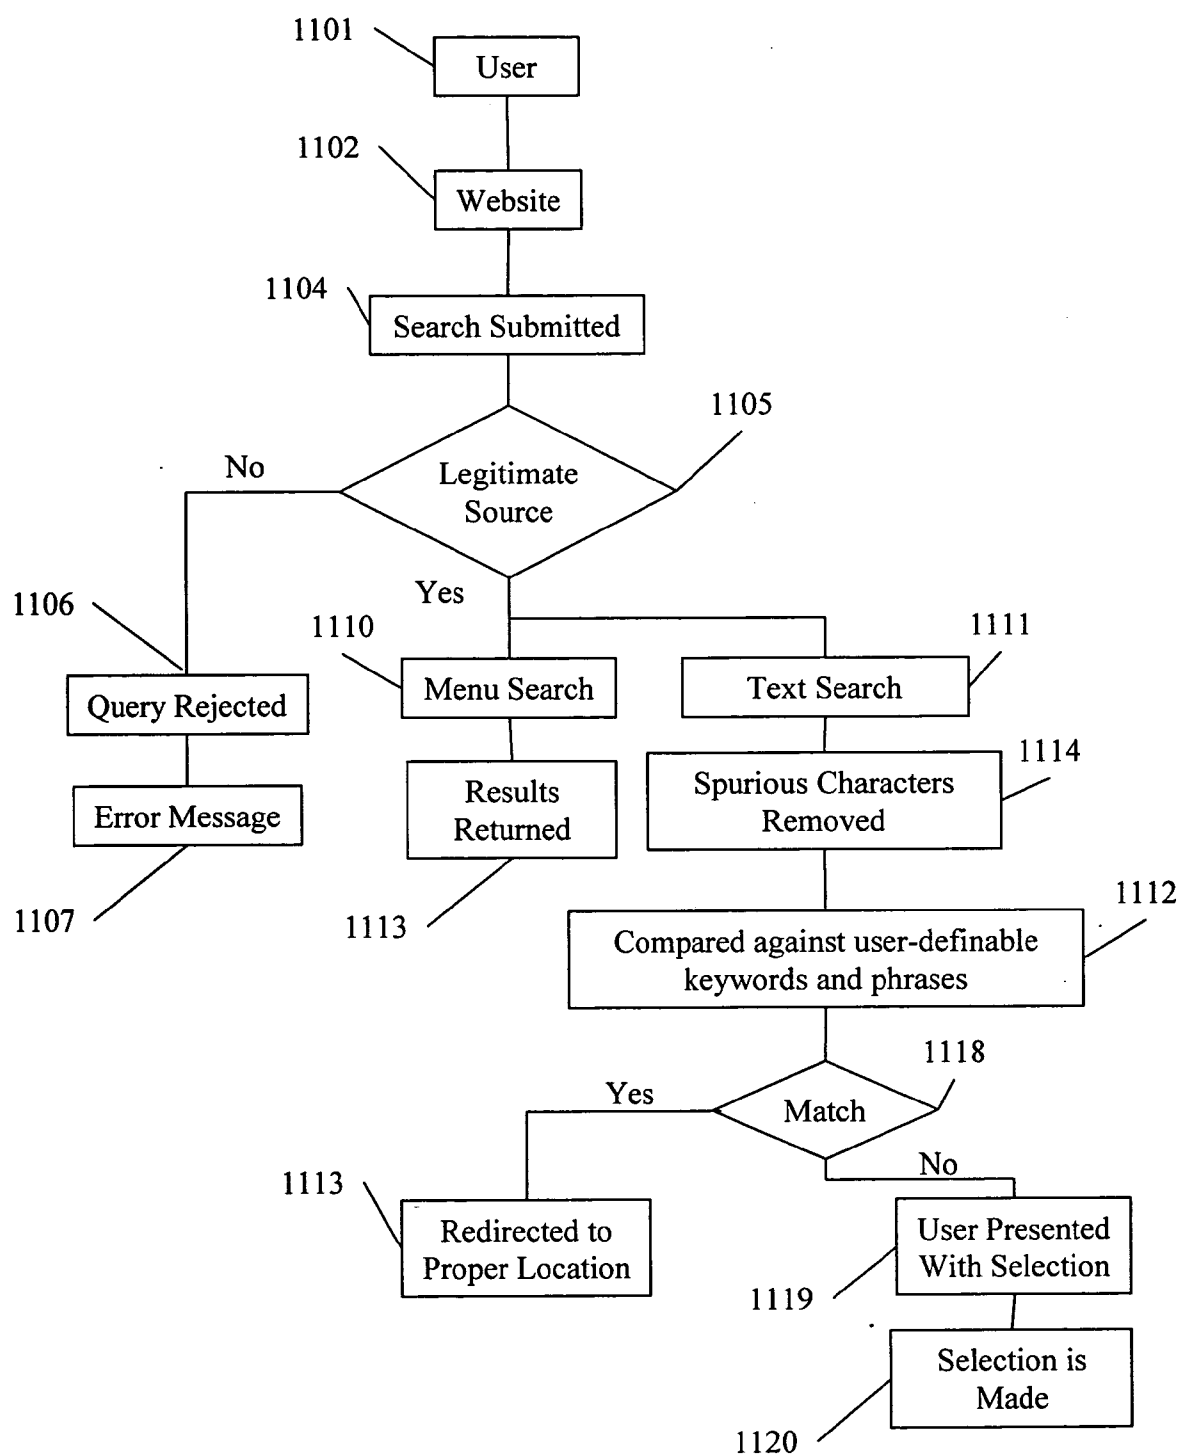 1101
User
1102
Website
1104
Search Submitted
1105
Legitimate
Source
No
Yes
1106
Query Rejected
Error Message
1107
1110
Menu Search
Results
Returned
1113
1111
Text Search
1114
Spurious Characters
Removed
1112
Compared against user-definable
keywords and phrases
1118
Match
Yes
No
1113
Redirected to
Proper Location
User Presented
With Selection
1119
Selection is
Made
1120